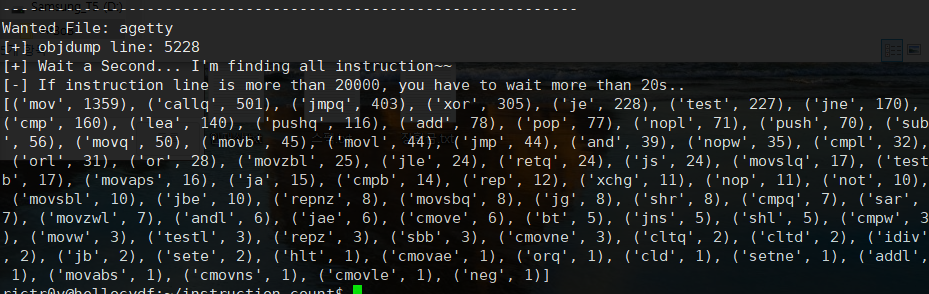 Samsung_T5 (D:)
--------------------------------------------------------------
Wanted File: agetty
[+] objdump line: 5228
[+] Wait a Second... I'm finding all instruction~~
[-] If instruction line is more than 20000, you have to wait more than 20s..
[('mov', 1359), ('callq', 501), ('jmpq', 403), ('xor', 305), ('je', 228), ('test', 227), ('jne', 170),
('cmp', 160), ('lea', 140), ('pushq', 116), ('add', 78), ('pop', 77), ('nopl', 71), ('push', 70), ('sub
', 56), ('movq', 50), ('movb', 45), ('movl', 44), ('jmp', 44), ('and', 39), ('nopw', 35), ('cmpl', 32),
('orl', 31), ('or', 28), ('movzbl', 25), ('jle', 24), ('retq', 24), ('js', 24), ('movslq', 17), ('test
b', 17), ('movaps', 16), ('ja', 15), ('cmpb', 14), ('rep', 12), ('xchg', 11), ('nop', 11), ('not', 10),
('movsbl', 10), ('jbe', 10), ('repnz', 8), ('movsbq', 8), ('jg', 8), ('shr', 8), ('cmpq', 7), ('sar',
7), ('movzwl', 7), ('andl', 6), ('jae', 6), ('cmove', 6), ('bt', 5), ('jns', 5), ('shl', 5), ('cmpw', 3
), ('movw', 3), ('testl', 3), ('repz', 3), ('sbb', 3), ('cmovne', 3), ('cltq', 2), ('cltd', 2), ('idiv'
, 2), ('jb', 2), ('sete', 2), ('hlt', 1), ('cmovae', 1), ('orq', 1), ('cld', 1), ('setne', 1), ('addl',
1), ('movabs', 1), ('cmovns', 1), ('cmovle', 1), ('neg', 1)]
:~/instruction_count$